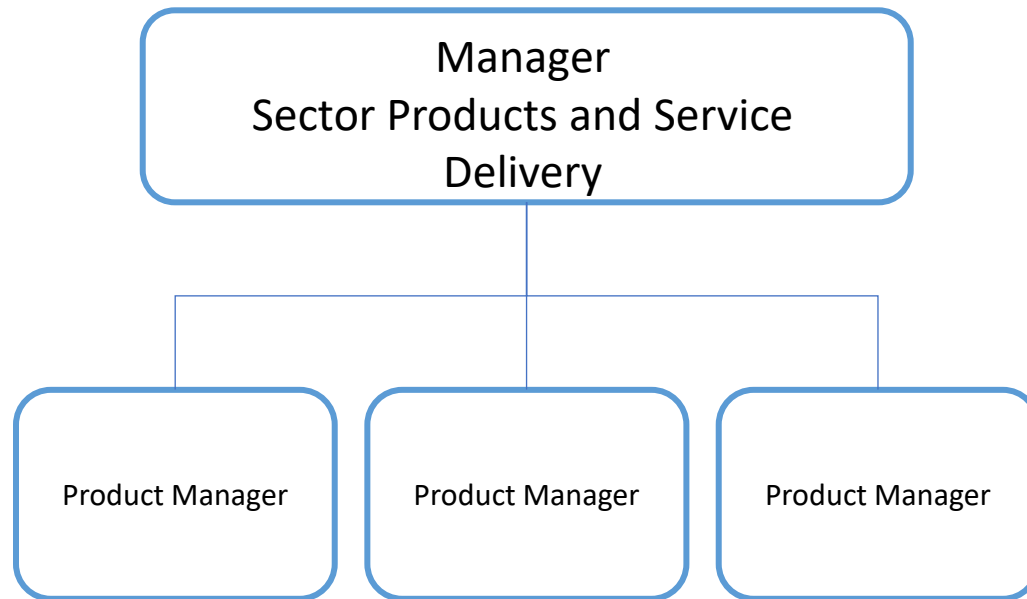 Manager
Sector Products and Service
Delivery
Product Manager
Product Manager
Product Manager